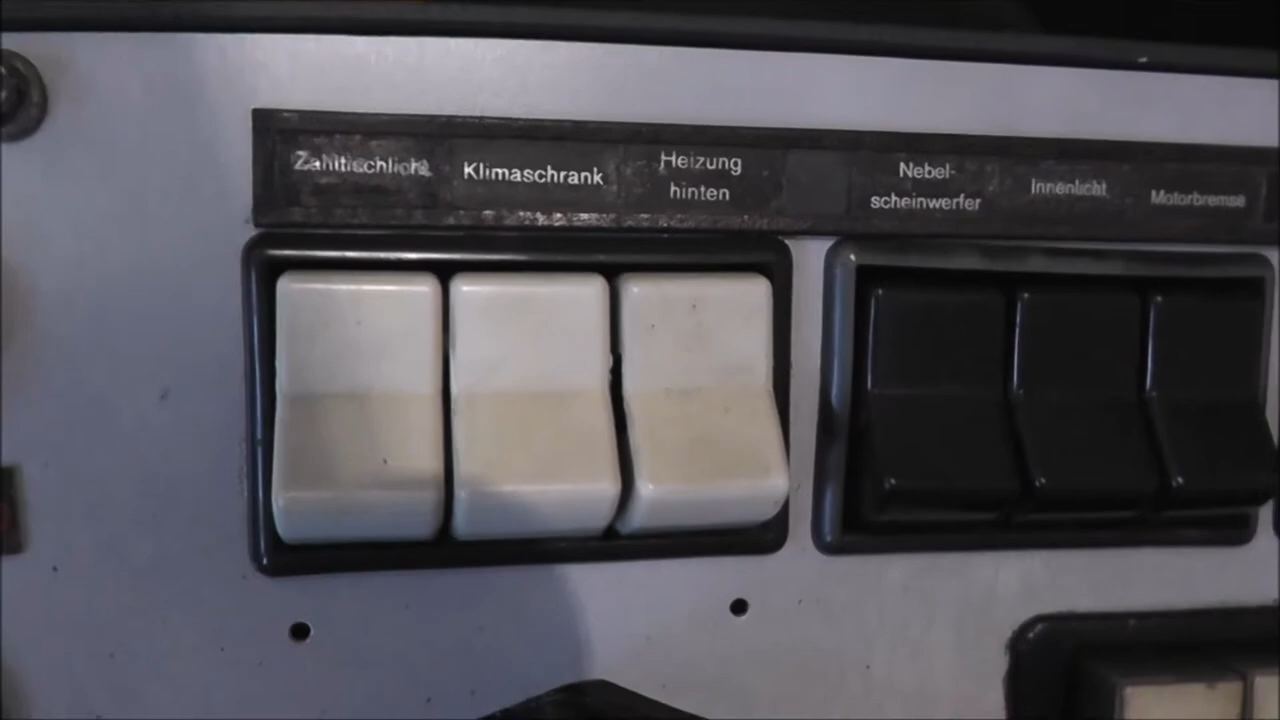 Zahltischlicht
Klimaschrank
Heizung
hinten
Nebel-
scheinwerfer
Innenlicht
Motorbremse